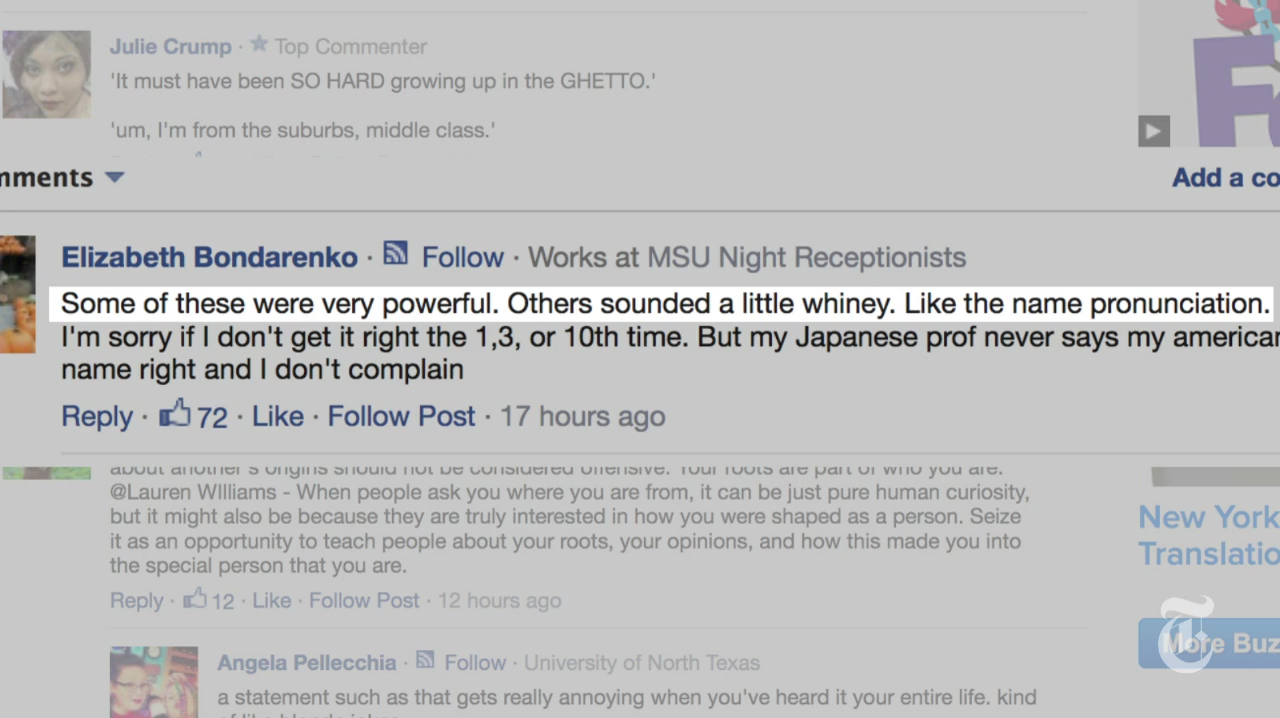 Julie Crump · Top Commenter
'It must have been SO HARD growing up in the GHETTO.'
'um, I'm from the suburbs, middle class.'
mments
Add a co
Elizabeth Bondarenko · Follow · Works at MSU Night Receptionists
Some of these were very powerful. Others sounded a little whiney. Like the name pronunciation.
I'm sorry if I don't get it right the 1,3, or 10th time. But my Japanese prof never says my american
name right and I don't complain
Reply · 72 · Like · Follow Post · 17 hours ago
about another's origins should not be considered offensive. Your roots are part of who you are.
@Lauren WIlliams - When people ask you where you are from, it can be just pure human curiosity,
but it might also be because they are truly interested in how you were shaped as a person. Seize
it as an opportunity to teach people about your roots, your opinions, and how this made you into
the special person that you are.
Reply · 12 · Like · Follow Post · 12 hours ago
New York
Translatio
More Buz
Angela Pellecchia · Follow · University of North Texas
a statement such as that gets really annoying when you've heard it your entire life. kind